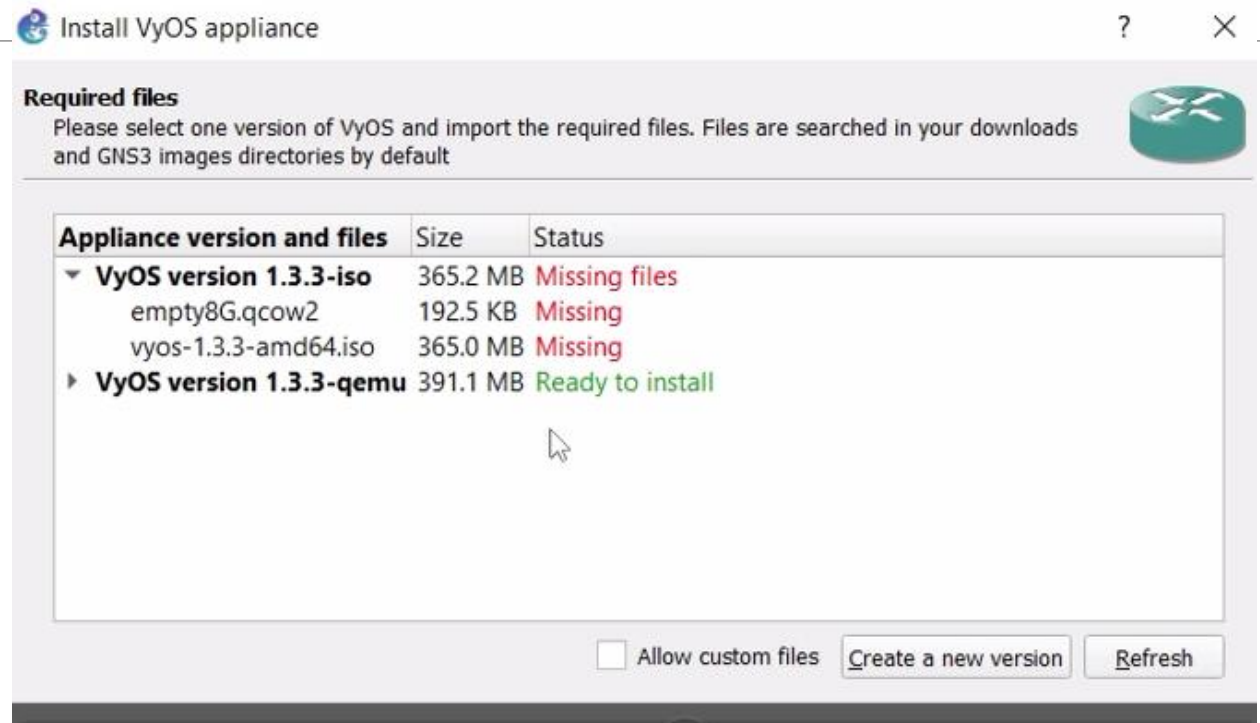 Install VyOS appliance ?
Required files
Please select one version of VyOS and import the required files. Files are searched in your downloads
and GNS3 images directories by default
Appliance version and files Size Status
VyOS version 1.3.3-iso 365.2 MB Missing files
empty8G.qcow2 192.5 KB Missing
vyos-1.3.3-amd64.iso 365.0 MB Missing
VyOS version 1.3.3-qemu 391.1 MB Ready to install
Allow custom files Create a new version Refresh